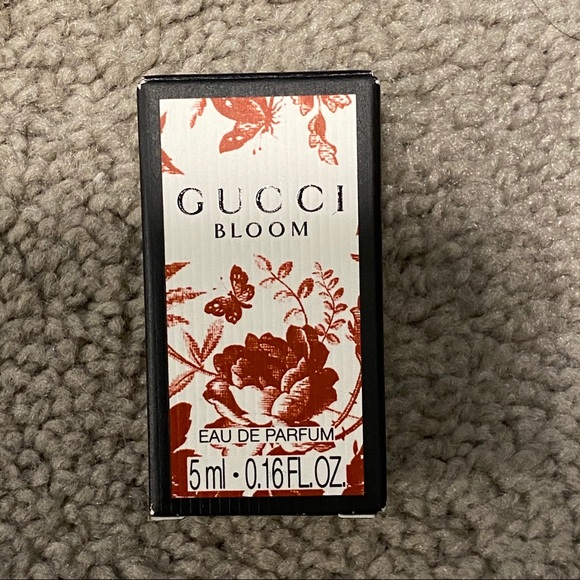 GUCCI
BLOOM
EAU DE PARFUM
5 ml · 0.16 FL.OZ.